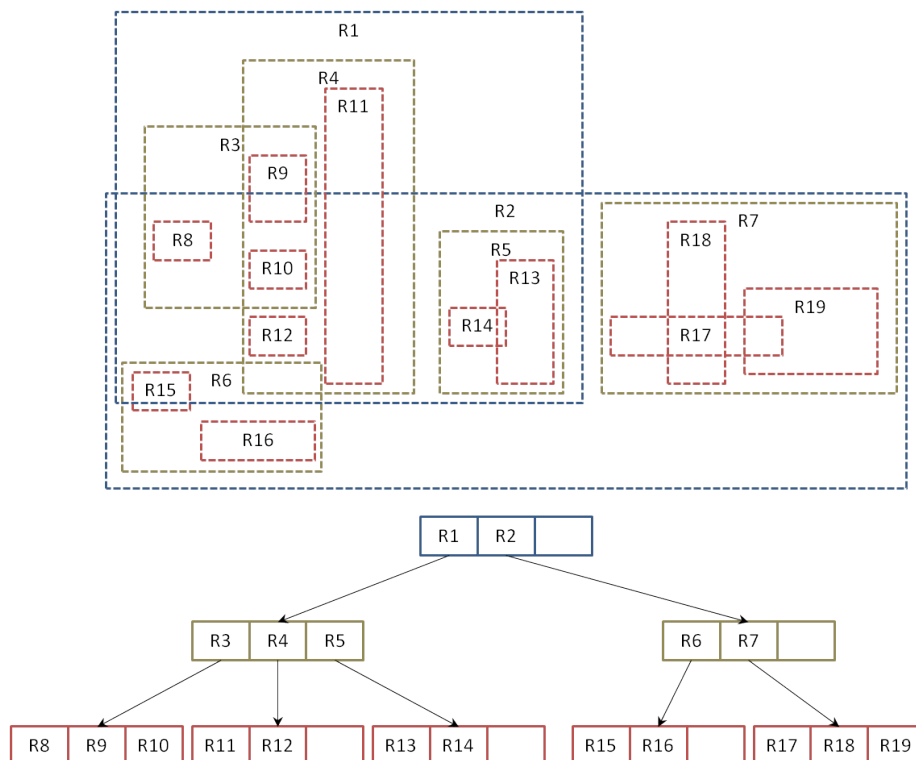 R1
R4
R11
R3
R9
R2
R7
R8
R18
R5
R10
R13
R19
R12
R14
R17
R6
R15
R16
R1 R2
R3 R4 R5
R6 R7
R8 R9 R10
R11 R12
R13 R14
R15 R16
R17 R18 R19